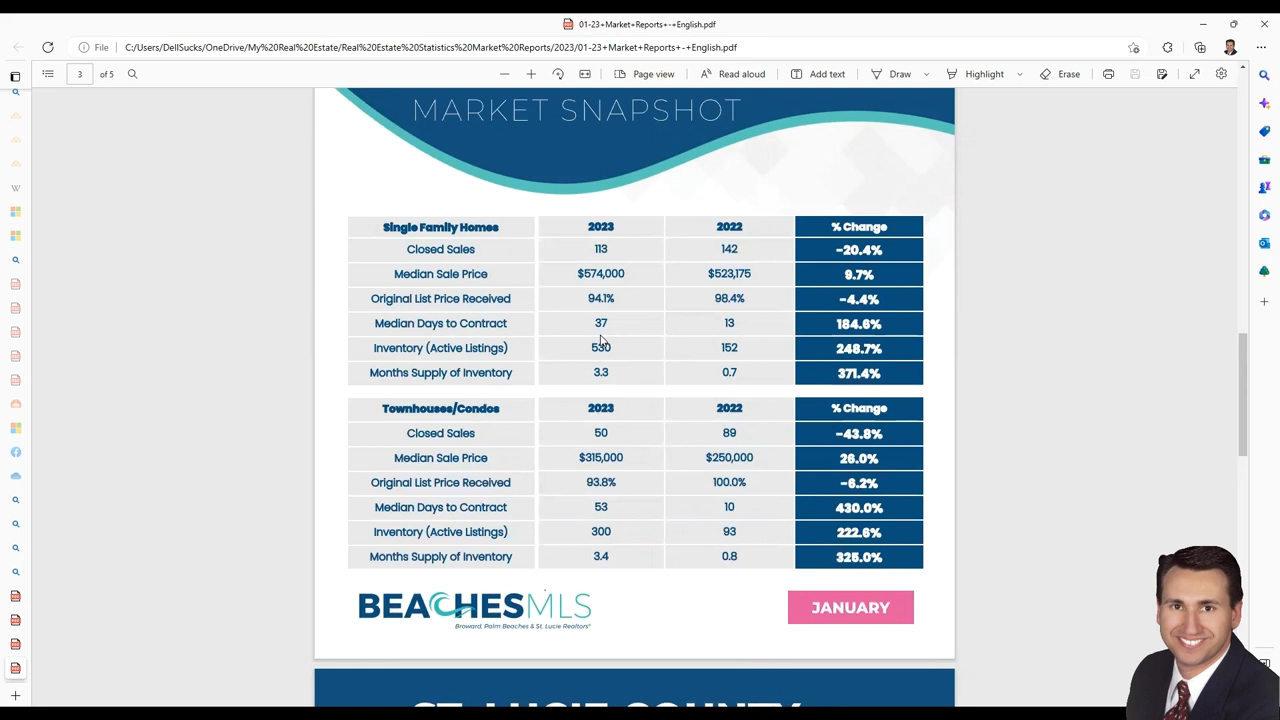 01-23+Market+Reports+-+English.pdf
File C:/Users/DellSucks/OneDrive/My%20Real%20Estate/Real%20Estate%20Statistics%20Market%20Reports/2023/01-23+Market+Reports+-+English.pdf
3 of 5 Page view Read aloud Add text Draw Highlight Erase
MARKET SNAPSHOT
Single Family Homes 2023 2022 % Change
Closed Sales 113 142 -20.4%
Median Sale Price $574,000 $523,175 9.7%
Original List Price Received 94.1% 98.4% -4.4%
Median Days to Contract 37 13 184.6%
Inventory (Active Listings) 530 152 248.7%
Months Supply of Inventory 3.3 0.7 371.4%
Townhouses/Condos 2023 2022 % Change
Closed Sales 50 89 -43.8%
Median Sale Price $315,000 $250,000 26.0%
Original List Price Received 93.8% 100.0% -6.2%
Median Days to Contract 53 10 430.0%
Inventory (Active Listings) 300 93 222.6%
Months Supply of Inventory 3.4 0.8 325.0%
BEACHESMLS
Broward, Palm Beaches & St. Lucie Realtors®
JANUARY
ST. LUCIE COUNTY